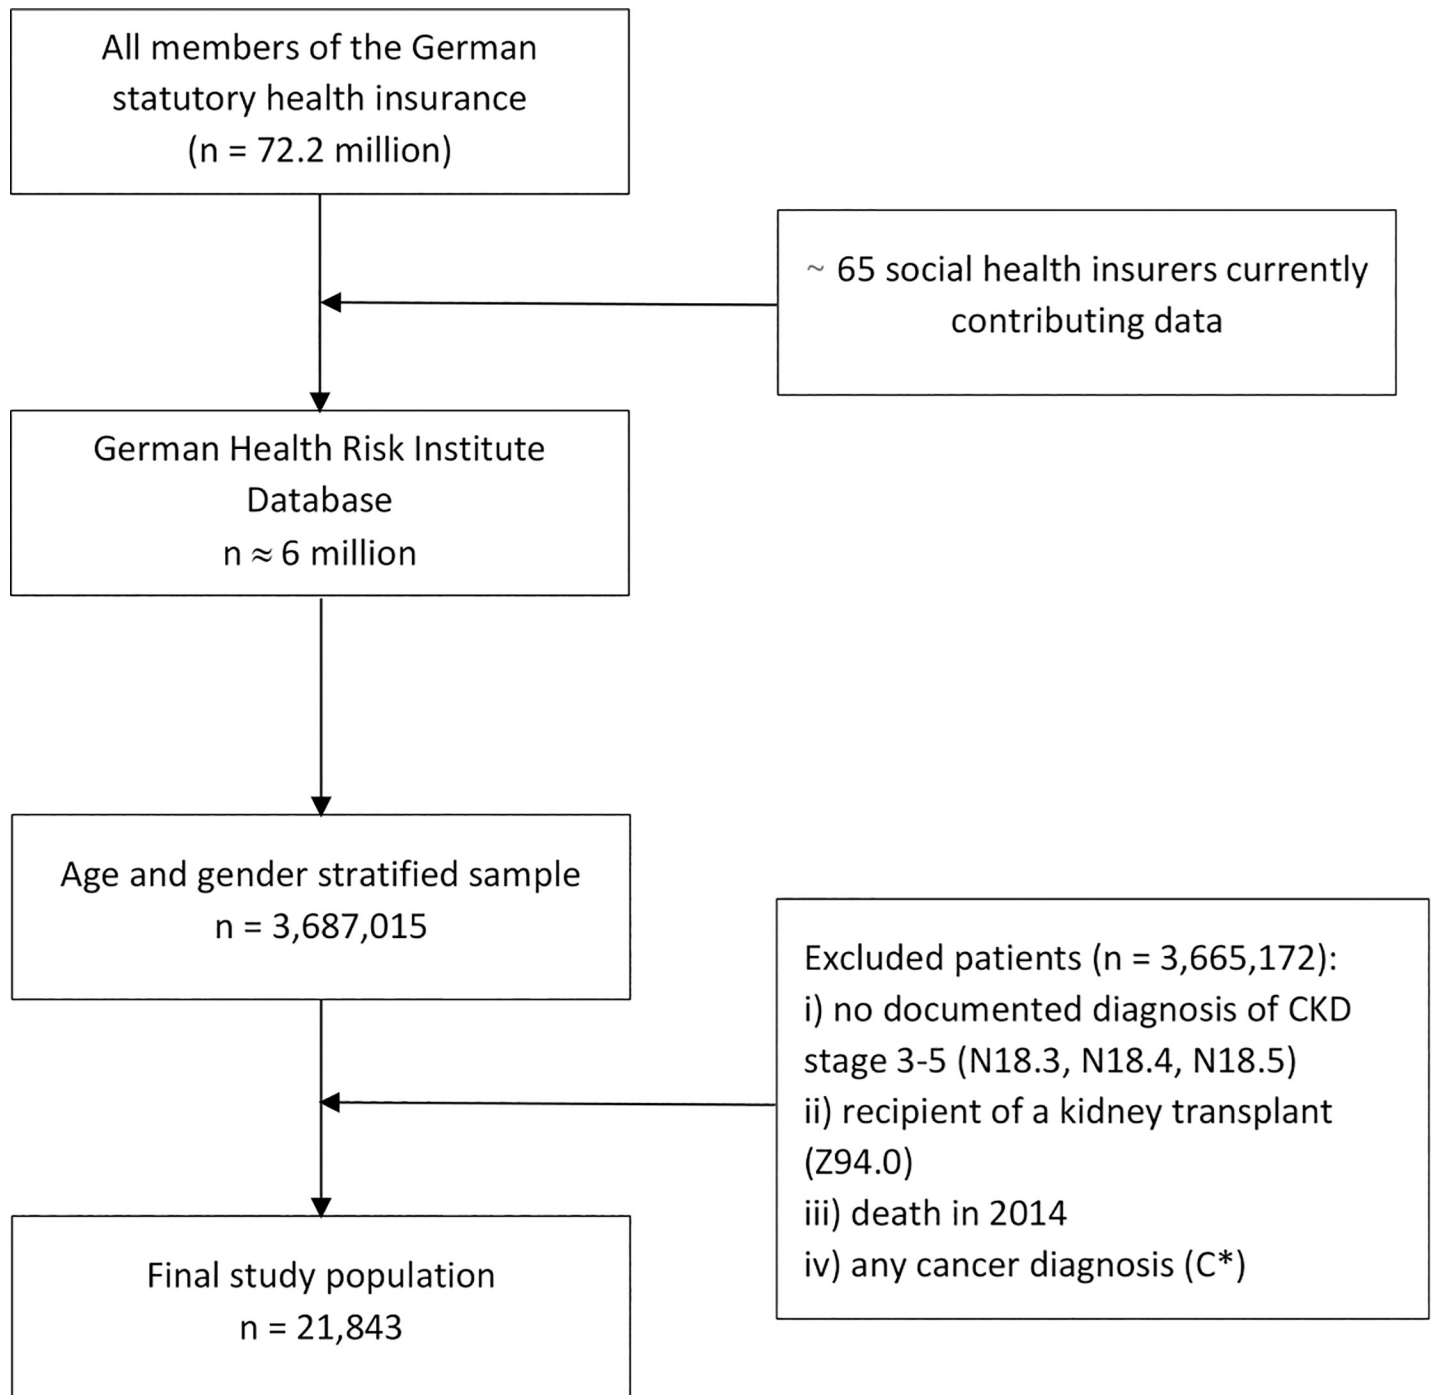 All members of the German
statutory health insurance
(n = 72.2 million)
~ 65 social health insurers currently
contributing data
German Health Risk Institute
Database
n ≈ 6 million
Age and gender stratified sample
n = 3,687,015
Excluded patients (n = 3,665,172):
i) no documented diagnosis of CKD
stage 3-5 (N18.3, N18.4, N18.5)
ii) recipient of a kidney transplant
(Z94.0)
iii) death in 2014
iv) any cancer diagnosis (C*)
Final study population
n = 21,843